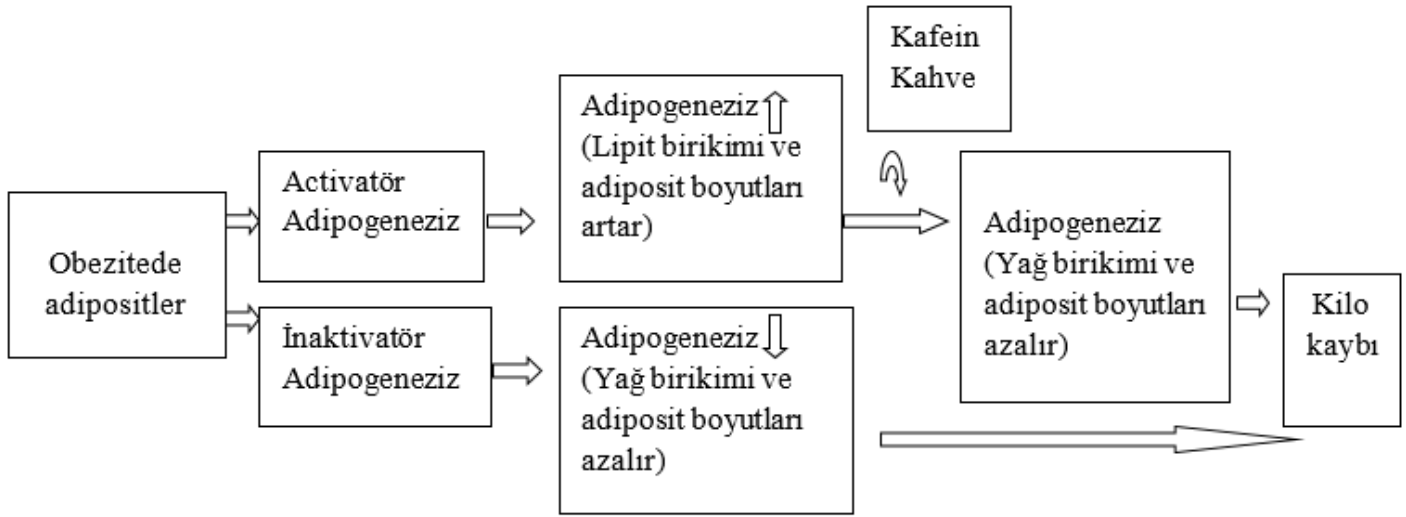 Obezitede
adipositler
Activatör
Adipogeneziz
İnaktivatör
Adipogeneziz
Adipogeneziz
(Lipit birikimi ve
adiposit boyutları
artar)
Adipogeneziz
(Yağ birikimi ve
adiposit boyutları
azalır)
Kafein
Kahve
Adipogeneziz
(Yağ birikimi ve
adiposit boyutları
azalır)
Kilo
kaybı